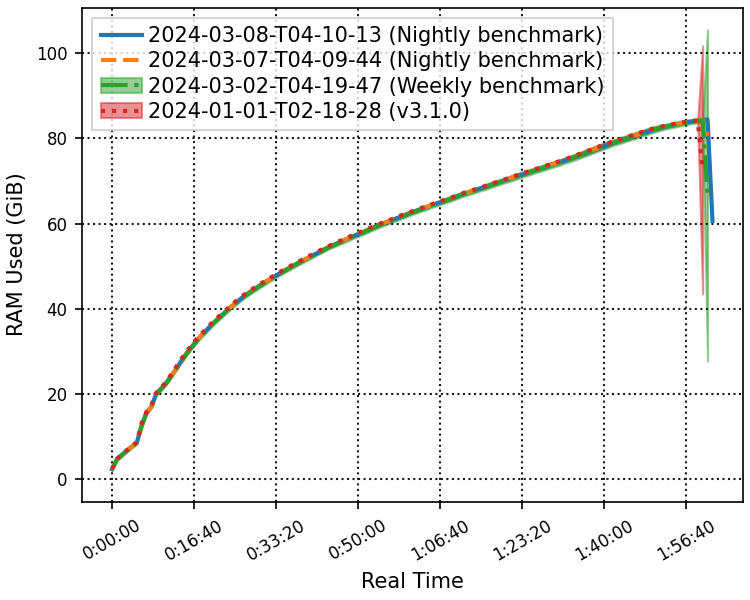 2024-03-08-T04-10-13 (Nightly benchmark)
2024-03-07-T04-09-44 (Nightly benchmark)
2024-03-02-T04-19-47 (Weekly benchmark)
2024-01-01-T02-18-28 (v3.1.0)
100
80
60
40
20
0
RAM Used (GiB)
0:00:00
0:16:40
0:33:20
0:50:00
1:06:40
1:23:20
1:40:00
1:56:40
Real Time